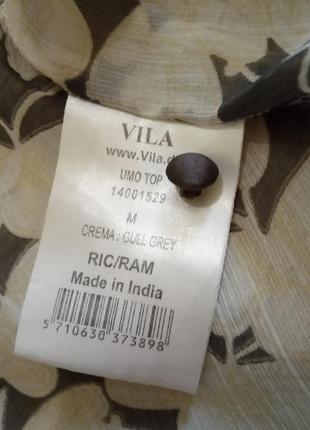 VILA
www.Vila.d
UMO TOP
14001529
M
CREMA : GULL GREY
RIC/RAM
Made in India
5 710630 373898